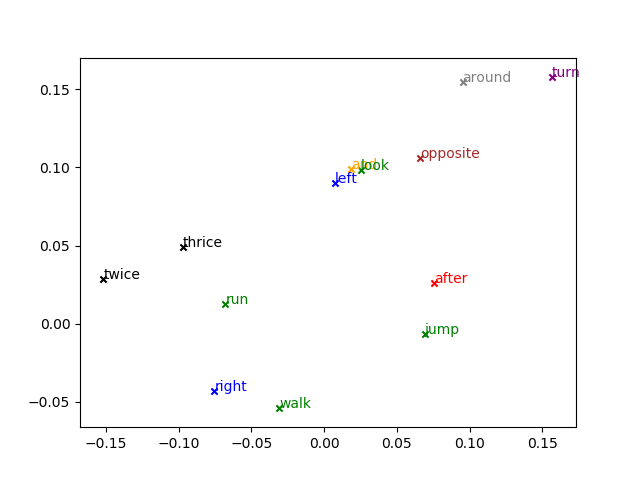 turn
around
0.15
opposite
and
look
0.10
left
0.05
thrice
twice
after
run
0.00
jump
right
walk
−0.05
−0.15 −0.10 −0.05 0.00 0.05 0.10 0.15